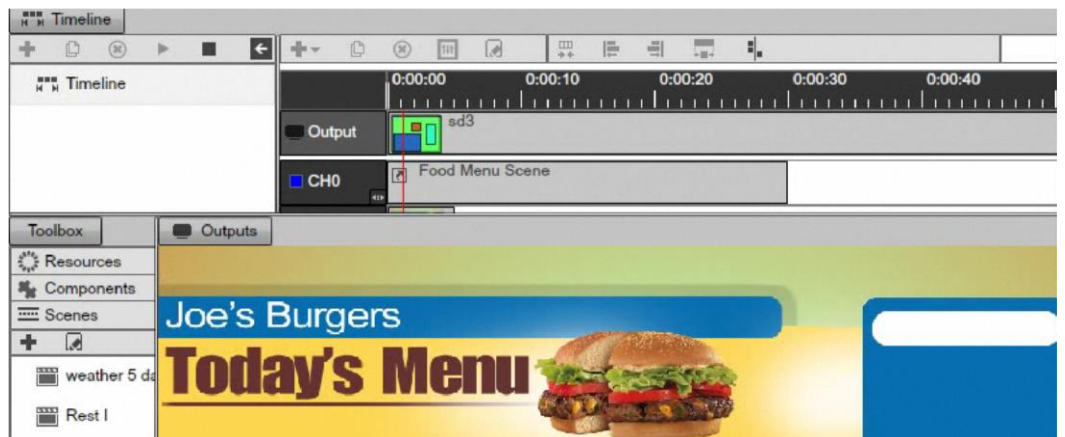 Timeline
Timeline
0:00:00 0:00:10 0:00:20 0:00:30 0:00:40
Output
sd3
CH0
Food Menu Scene
Toolbox
Outputs
Resources
Components
Scenes
weather 5 da
Rest I
Joe's Burgers
Today's Menu